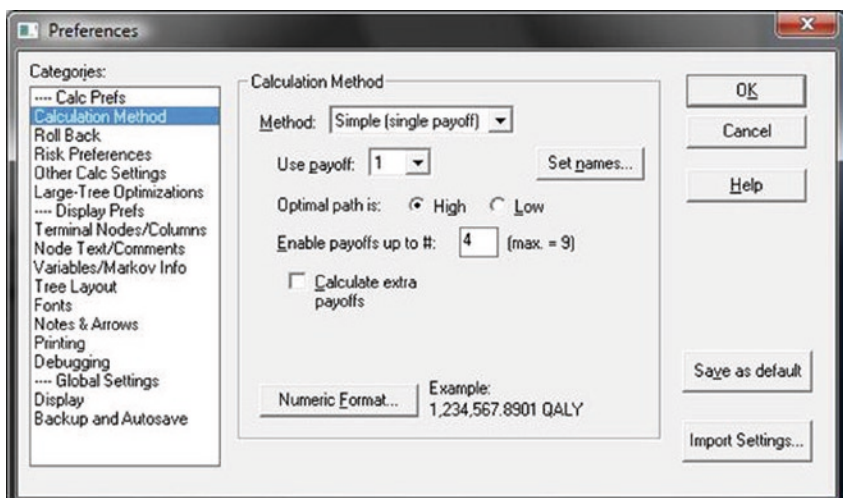 Preferences
Categories:
---- Calc Prefs
Calculation Method
Roll Back
Risk Preferences
Other Calc Settings
Large-Tree Optimizations
---- Display Prefs
Terminal Nodes/Columns
Node Text/Comments
Variables/Markov Info
Tree Layout
Fonts
Notes & Arrows
Printing
Debugging
---- Global Settings
Display
Backup and Autosave
Calculation Method
Method: Simple (single payoff)
Use payoff: 1 Set names...
Optimal path is: High Low
Enable payoffs up to #: 4 (max. = 9)
Calculate extra
payoffs
Numeric Format...
Example:
1,234,567.8901 QALY
OK
Cancel
Help
Save as default
Import Settings...